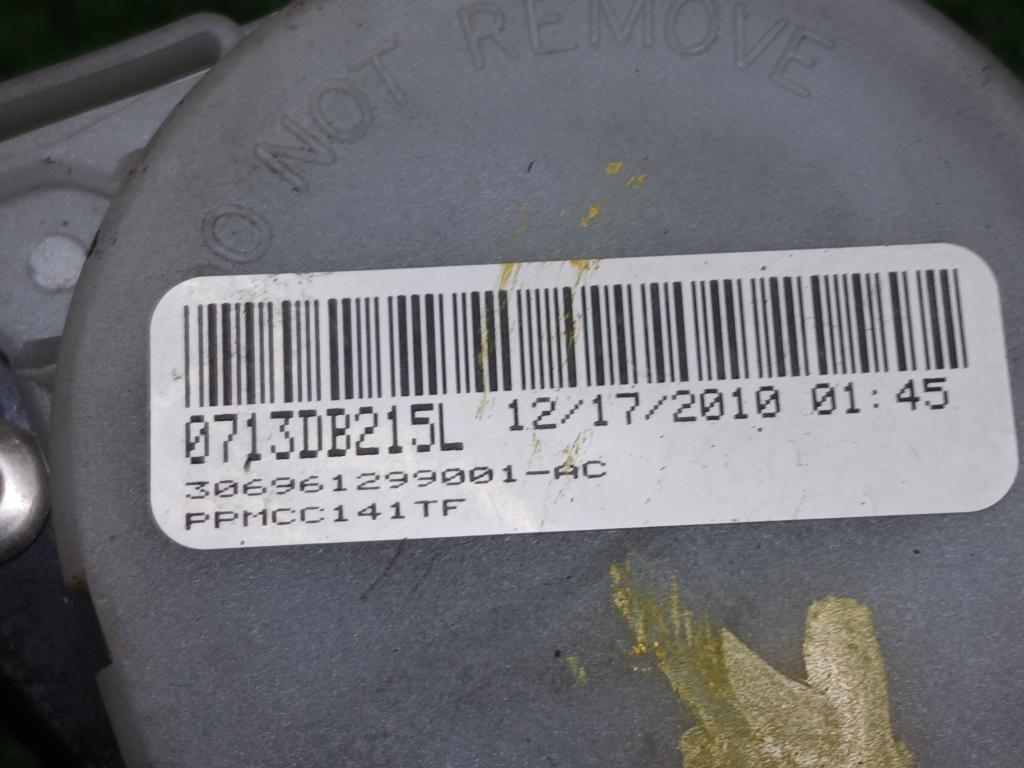 DO NOT REMOVE
0713DB215L 12/17/2010 01:45
306961299001-AC
PPMCC141TF